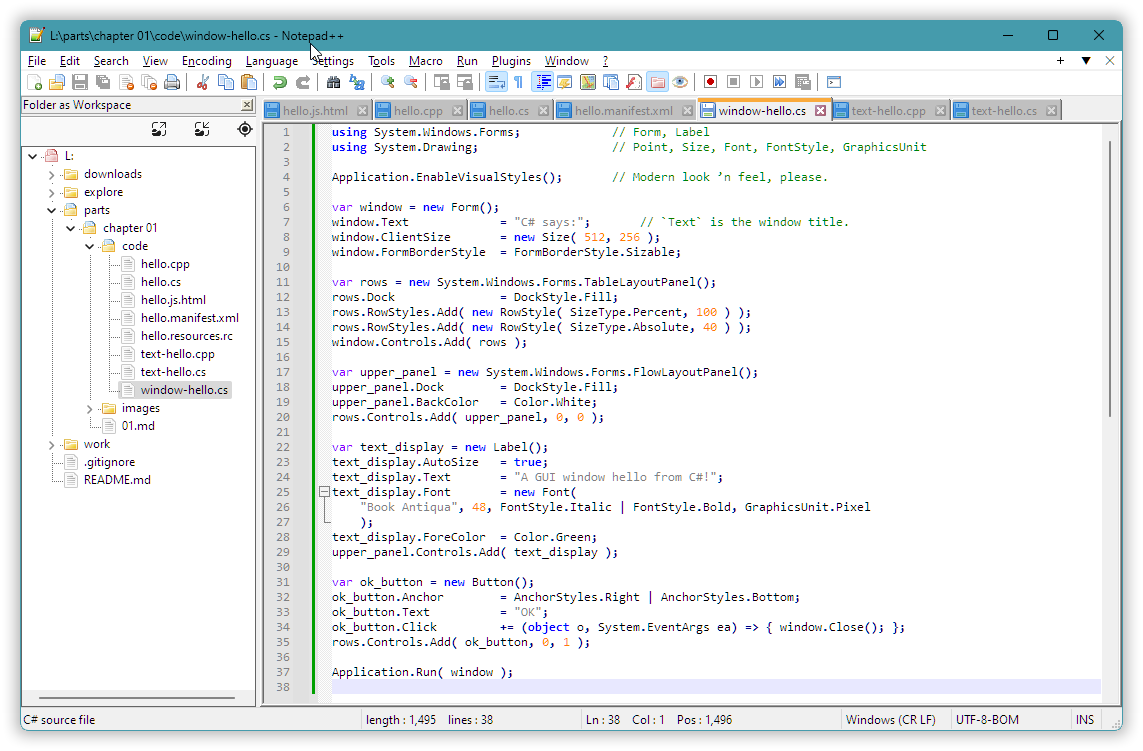 L:\parts\chapter 01\code\window-hello.cs - Notepad++
File Edit Search View Encoding Language Settings Tools Macro Run Plugins Window ? + ▼ X
Folder as Workspace
hello.js.html hello.cpp hello.cs hello.manifest.xml window-hello.cs text-hello.cpp text-hello.cs
L:
downloads
explore
parts
chapter 01
code
hello.cpp
hello.cs
hello.js.html
hello.manifest.xml
hello.resources.rc
text-hello.cpp
text-hello.cs
window-hello.cs
images
01.md
work
.gitignore
README.md
1 using System.Windows.Forms; // Form, Label
2 using System.Drawing; // Point, Size, Font, FontStyle, GraphicsUnit
3
4 Application.EnableVisualStyles(); // Modern look ’n feel, please.
5
6 var window = new Form();
7 window.Text = "C# says:"; // `Text` is the window title.
8 window.ClientSize = new Size( 512, 256 );
9 window.FormBorderStyle = FormBorderStyle.Sizable;
10
11 var rows = new System.Windows.Forms.TableLayoutPanel();
12 rows.Dock = DockStyle.Fill;
13 rows.RowStyles.Add( new RowStyle( SizeType.Percent, 100 ) );
14 rows.RowStyles.Add( new RowStyle( SizeType.Absolute, 40 ) );
15 window.Controls.Add( rows );
16
17 var upper_panel = new System.Windows.Forms.FlowLayoutPanel();
18 upper_panel.Dock = DockStyle.Fill;
19 upper_panel.BackColor = Color.White;
20 rows.Controls.Add( upper_panel, 0, 0 );
21
22 var text_display = new Label();
23 text_display.AutoSize = true;
24 text_display.Text = "A GUI window hello from C#!";
25 text_display.Font = new Font(
26 "Book Antiqua", 48, FontStyle.Italic | FontStyle.Bold, GraphicsUnit.Pixel
27 );
28 text_display.ForeColor = Color.Green;
29 upper_panel.Controls.Add( text_display );
30
31 var ok_button = new Button();
32 ok_button.Anchor = AnchorStyles.Right | AnchorStyles.Bottom;
33 ok_button.Text = "OK";
34 ok_button.Click += (object o, System.EventArgs ea) => { window.Close(); };
35 rows.Controls.Add( ok_button, 0, 1 );
36
37 Application.Run( window );
38
C# source file length : 1,495 lines : 38 Ln : 38 Col : 1 Pos : 1,496 Windows (CR LF) UTF-8-BOM INS